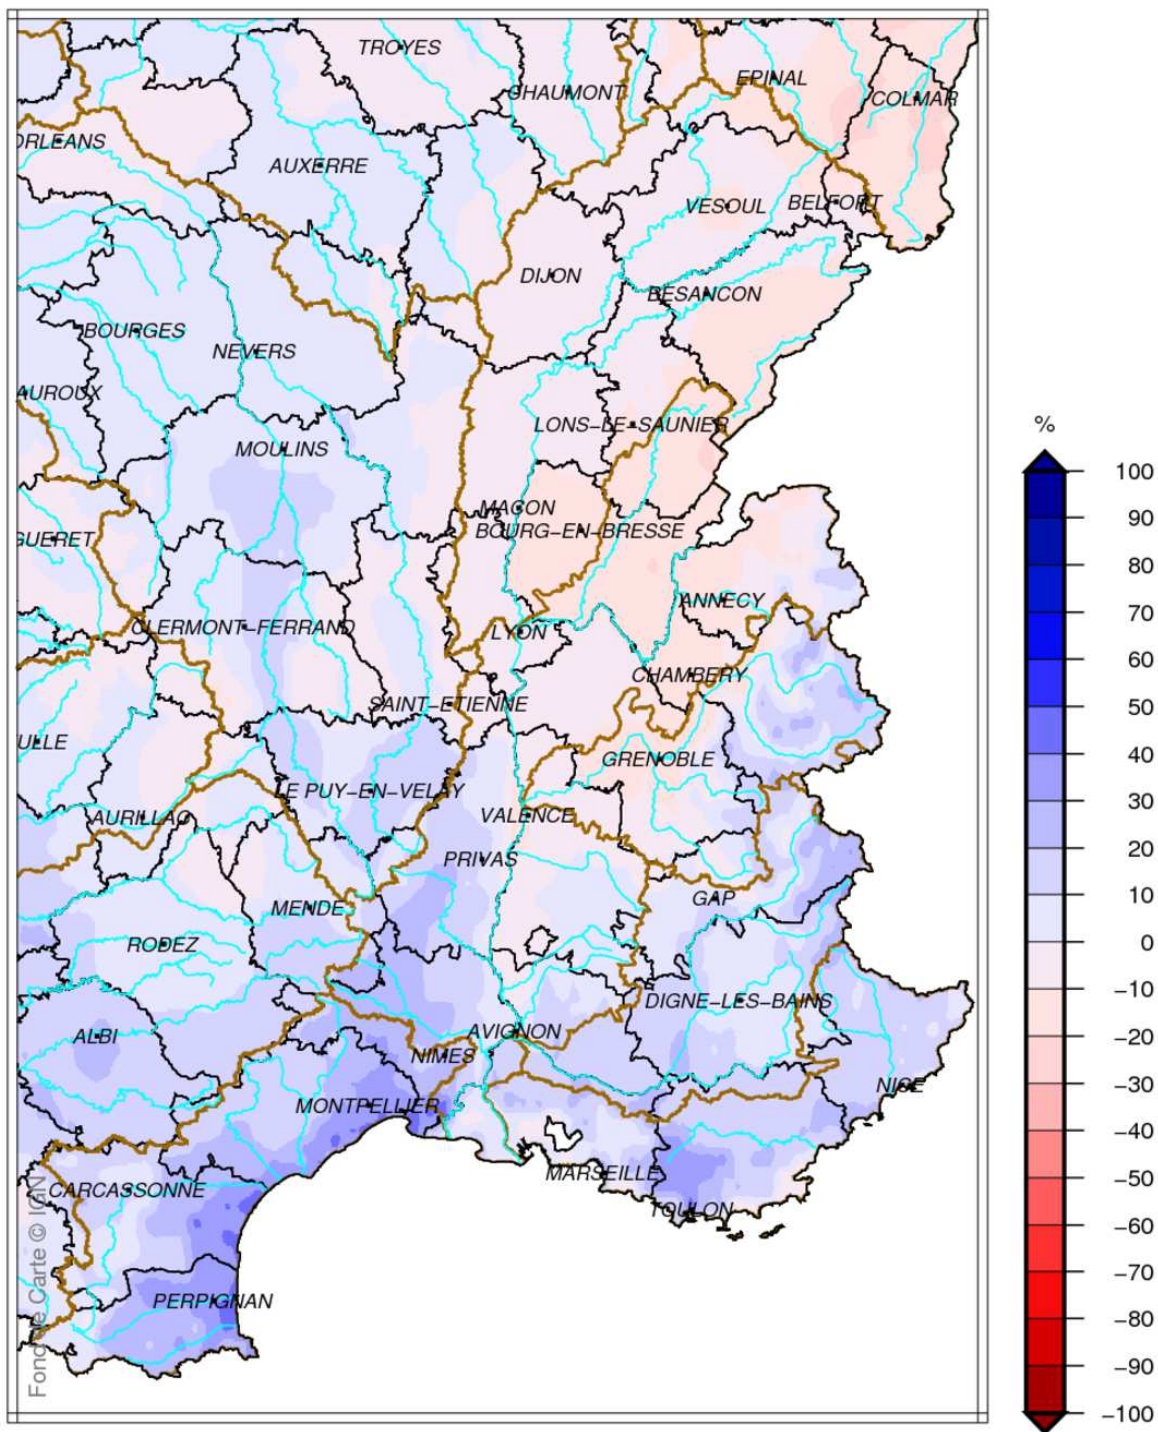 TROYES
EPINAL
CHAUMONT
COLMAR
ORLEANS
AUXERRE
VESOUL
BELFORT
DIJON
BESANCON
BOURGES
NEVERS
AUROUX
LONS-LE-SAUNIER
MOULINS
MACON
BOURG-EN-BRESSE
GUERET
ANNECY
CLERMONT-FERRAND
LYON
CHAMBERY
SAINT-ETIENNE
ULLE
GRENOBLE
LE PUY-EN-VELAY
AURILLAC
VALENCE
PRIVAS
GAP
MENDE
RODEZ
DIGNE-LES-BAINS
ALBI
AVIGNON
NIMES
NICE
MONTPELLIER
MARSEILLE
CARCASSONNE
TOULON
PERPIGNAN
Fond de Carte © IGN
%
100
90
80
70
60
50
40
30
20
10
0
-10
-20
-30
-40
-50
-60
-70
-80
-90
-100